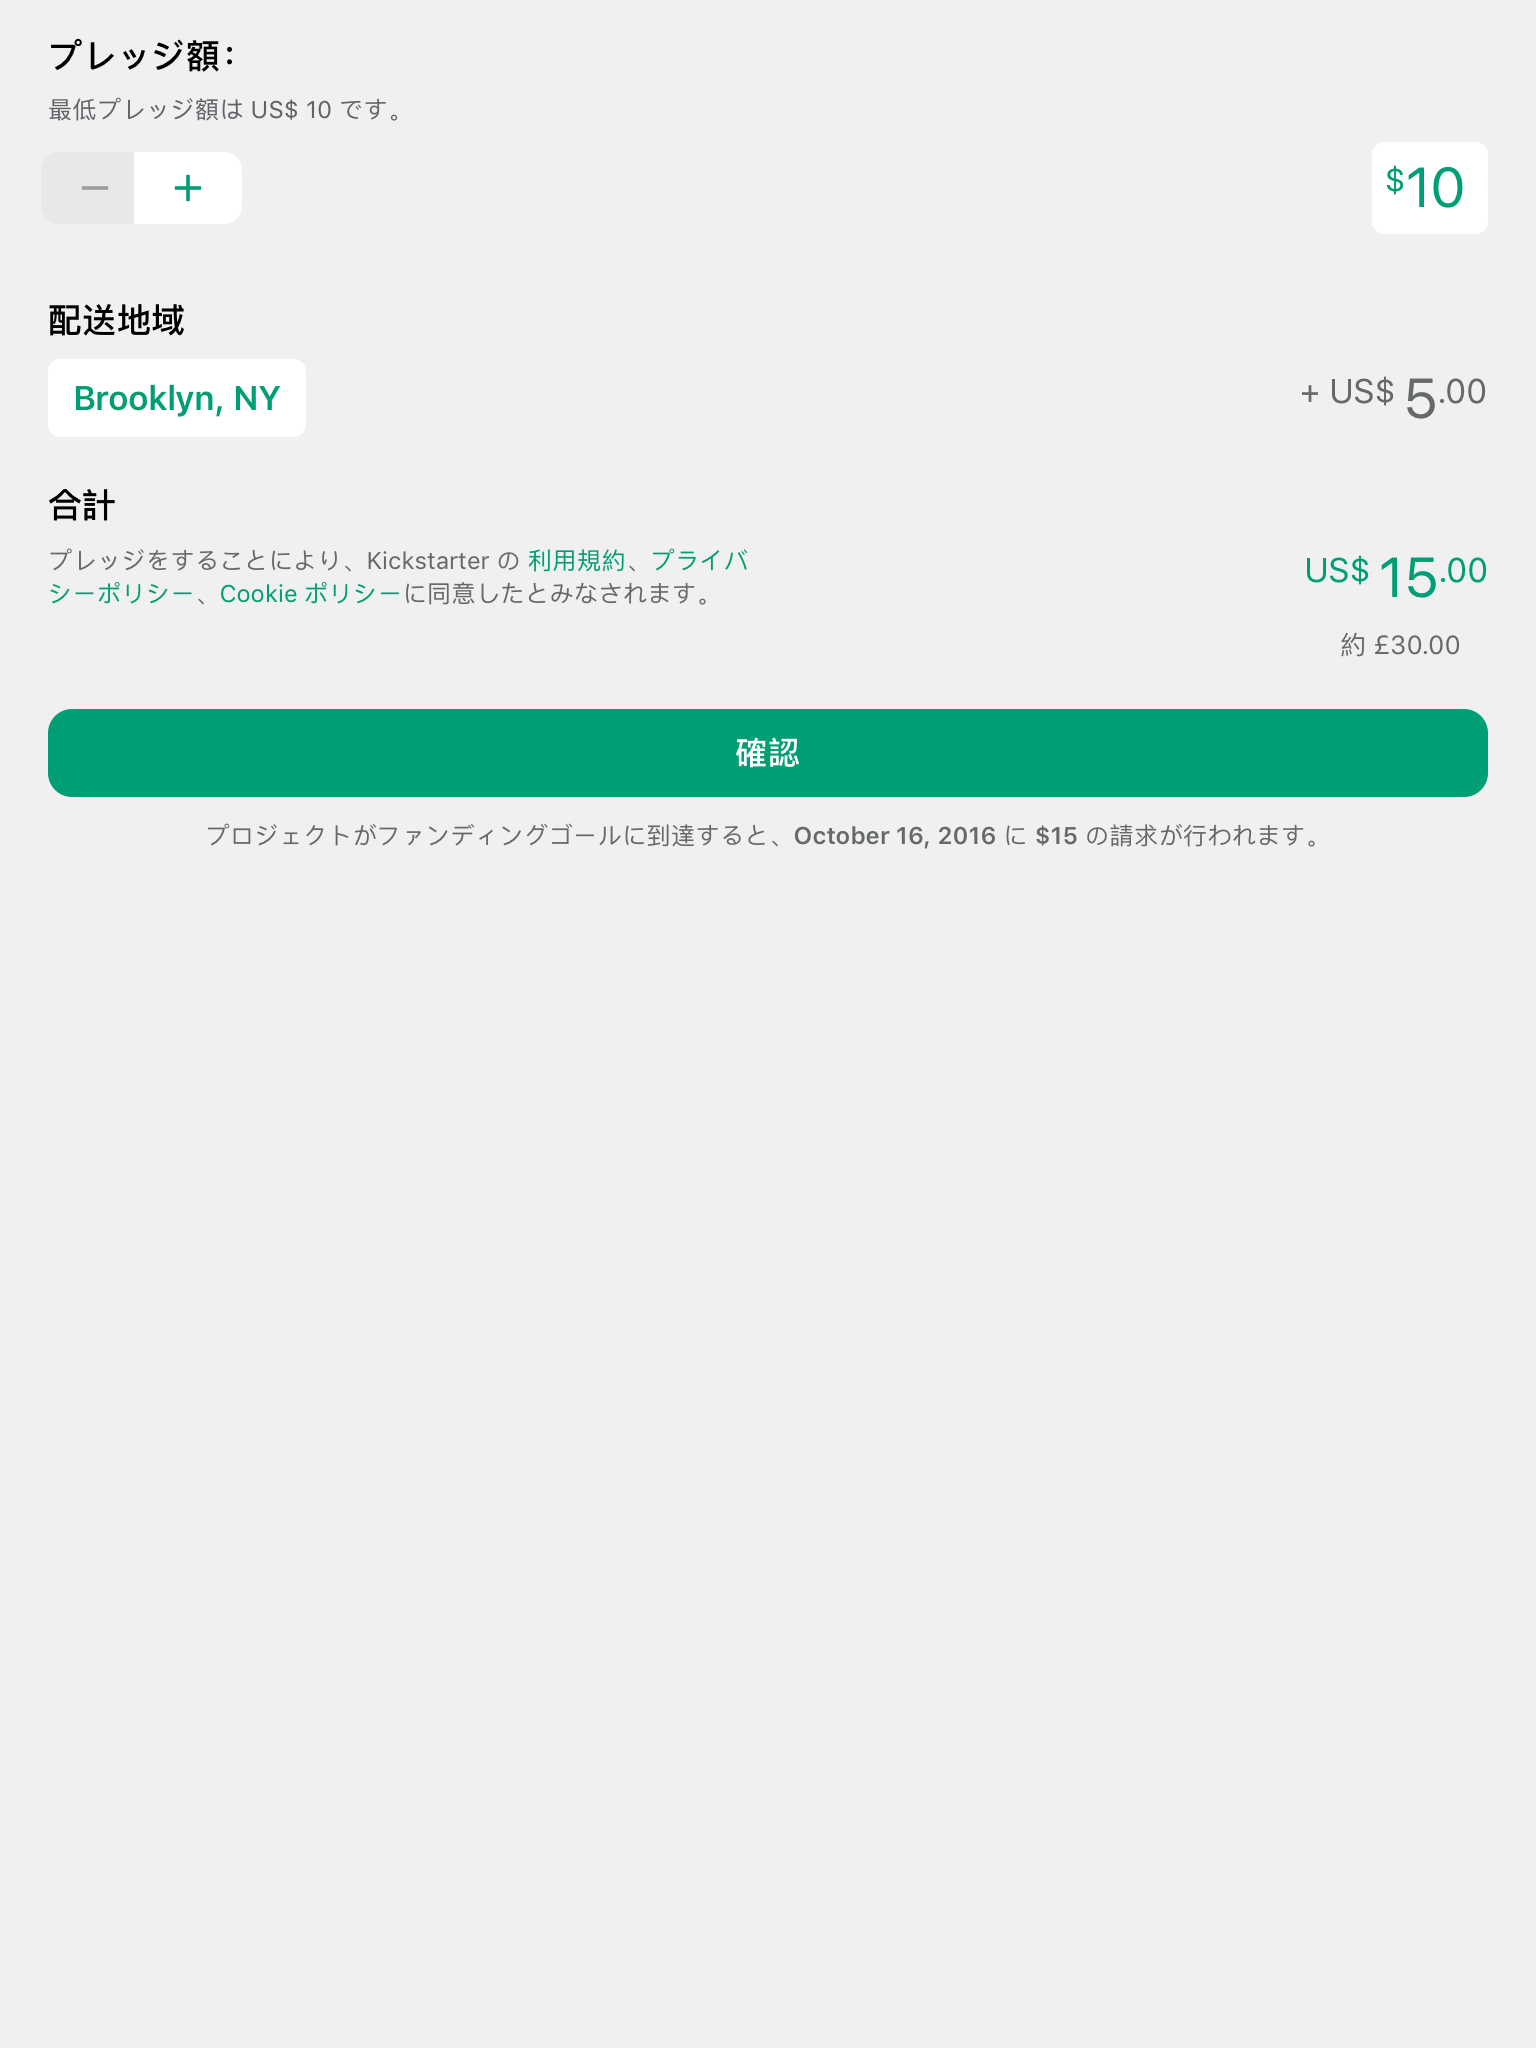 プレッジ額：
最低プレッジ額は US$ 10 です。
− +
$10
配送地域
Brooklyn, NY
+ US$ 5.00
合計
プレッジをすることにより、Kickstarter の 利用規約、プライバ
シーポリシー、Cookie ポリシーに同意したとみなされます。
US$ 15.00
約 £30.00
確認
プロジェクトがファンディングゴールに到達すると、October 16, 2016 に $15 の請求が行われます。